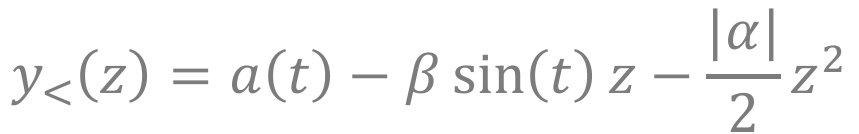 y<(z) = a(t) − β sin(t) z − |α|/2 z²